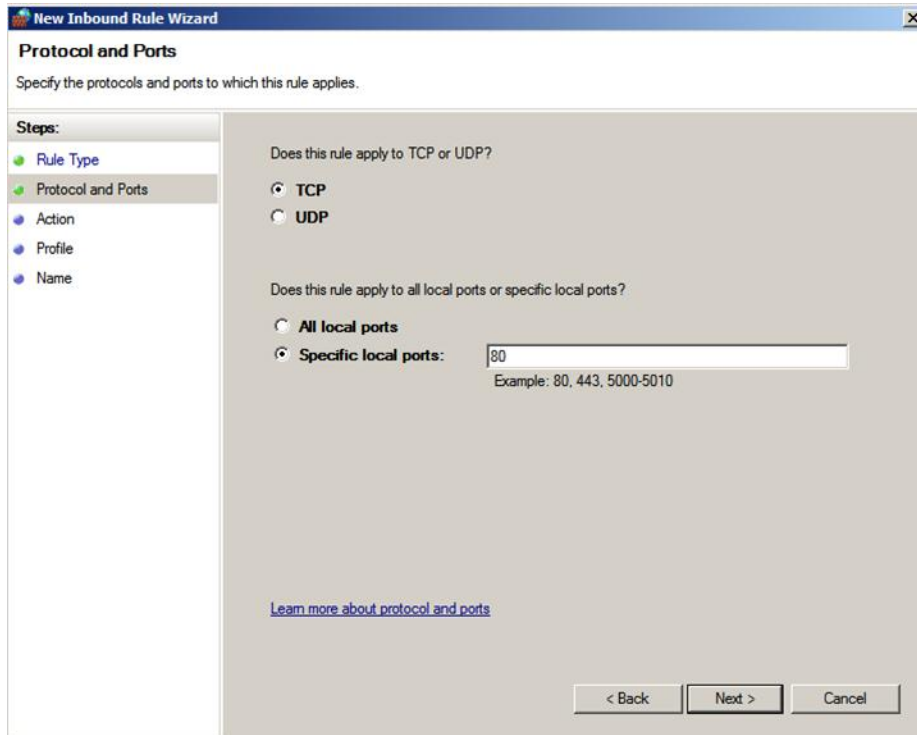 New Inbound Rule Wizard
Protocol and Ports
Specify the protocols and ports to which this rule applies.
Steps:
Rule Type
Protocol and Ports
Action
Profile
Name
Does this rule apply to TCP or UDP?
TCP
UDP
Does this rule apply to all local ports or specific local ports?
All local ports
Specific local ports: 80
Example: 80, 443, 5000-5010
Learn more about protocol and ports
< Back Next > Cancel